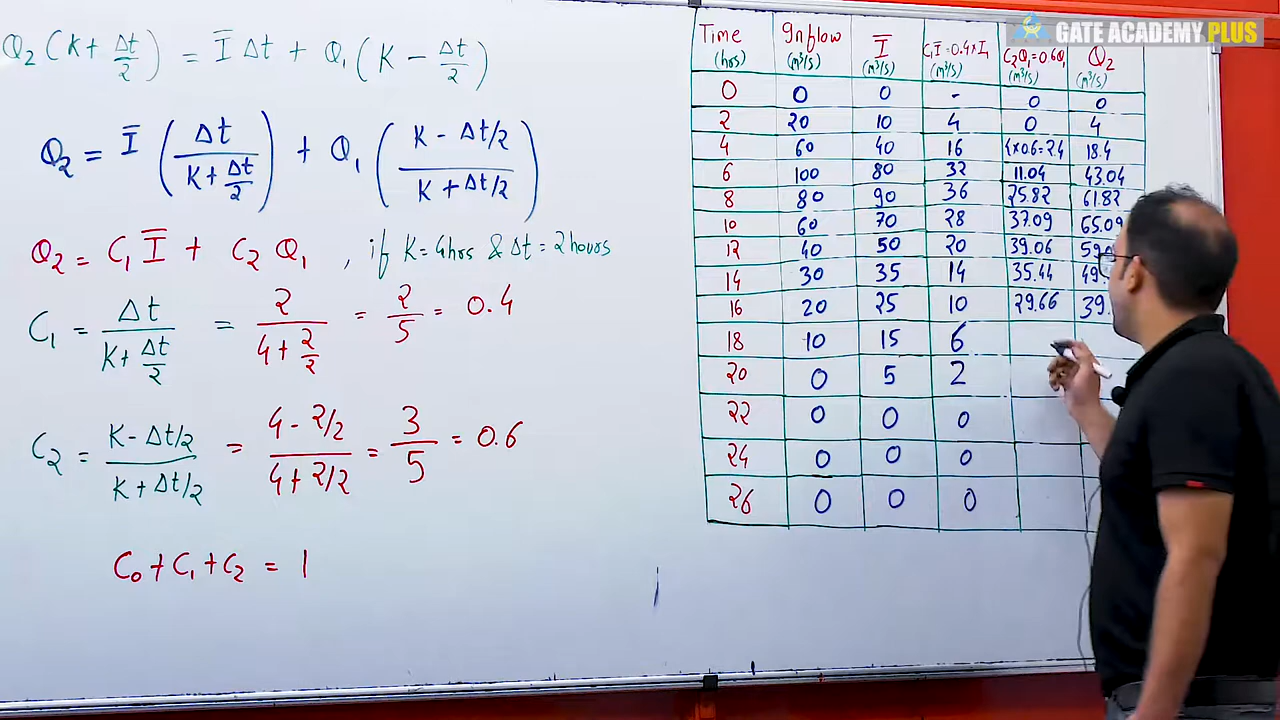 Q₂(K + Δt/2) = Ī Δt + Q₁(K − Δt/2)
Q₂ = Ī (Δt / (K + Δt/2)) + Q₁ ((K − Δt/2) / (K + Δt/2))
Q₂ = C₁ Ī + C₂ Q₁ , if K = 4hrs & Δt = 2 hours
C₁ = Δt / (K + Δt/2) = 2 / (4 + 2/2) = 2/5 = 0.4
C₂ = (K − Δt/2) / (K + Δt/2) = (4 − 2/2) / (4 + 2/2) = 3/5 = 0.6
C₀ + C₁ + C₂ = 1
GATE ACADEMY PLUS
Time (hrs) Inflow (m³/s) Ī (m³/s) C₁Ī = 0.4×I₁ (m³/s) C₂Q₁ = 0.6Q₁ (m³/s) Q₂ (m³/s)
0 0 0 - 0 0
2 20 10 4 0 4
4 60 40 16 4×0.6=2.4 18.4
6 100 80 32 11.04 43.04
8 80 90 36 25.82 61.82
10 60 70 28 37.09 65.09
12 40 50 20 39.06
14 30 35 14 35.44
16 20 25 10 29.66
18 10 15 6
20 0 5 2
22 0 0 0
24 0 0 0
26 0 0 0